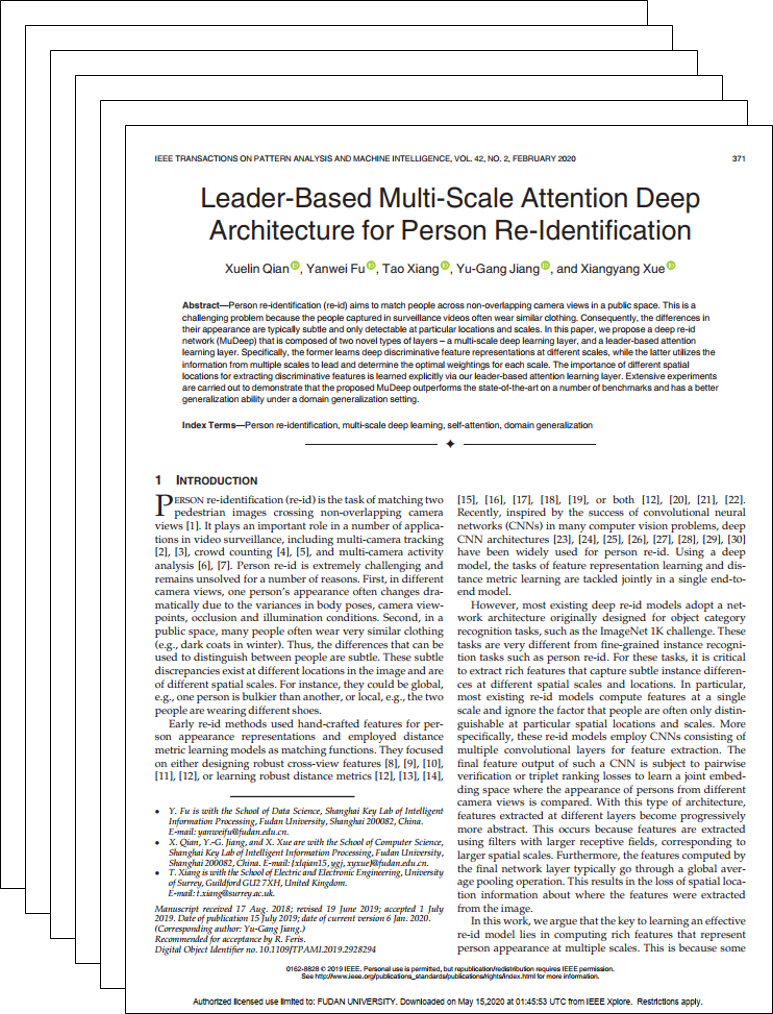 IEEE TRANSACTIONS ON PATTERN ANALYSIS AND MACHINE INTELLIGENCE, VOL. 42, NO. 2, FEBRUARY 2020 371
Leader-Based Multi-Scale Attention Deep
Architecture for Person Re-Identification
Xuelin Qian, Yanwei Fu, Tao Xiang, Yu-Gang Jiang, and Xiangyang Xue
Abstract—Person re-identification (re-id) aims to match people across non-overlapping camera views in a public space. This is a
challenging problem because the people captured in surveillance videos often wear similar clothing. Consequently, the differences in
their appearance are typically subtle and only detectable at particular locations and scales. In this paper, we propose a deep re-id
network (MuDeep) that is composed of two novel types of layers – a multi-scale deep learning layer, and a leader-based attention
learning layer. Specifically, the former learns deep discriminative feature representations at different scales, while the latter utilizes the
information from multiple scales to lead and determine the optimal weightings for each scale. The importance of different spatial
locations for extracting discriminative features is learned explicitly via our leader-based attention learning layer. Extensive experiments
are carried out to demonstrate that the proposed MuDeep outperforms the state-of-the-art on a number of benchmarks and has a better
generalization ability under a domain generalization setting.
Index Terms—Person re-identification, multi-scale deep learning, self-attention, domain generalization
1 INTRODUCTION
PERSON re-identification (re-id) is the task of matching two
pedestrian images crossing non-overlapping camera
views [1]. It plays an important role in a number of applica-
tions in video surveillance, including multi-camera tracking
[2], [3], crowd counting [4], [5], and multi-camera activity
analysis [6], [7]. Person re-id is extremely challenging and
remains unsolved for a number of reasons. First, in different
camera views, one person's appearance often changes dra-
matically due to the variances in body poses, camera view-
points, occlusion and illumination conditions. Second, in a
public space, many people often wear very similar clothing
(e.g., dark coats in winter). Thus, the differences that can be
used to distinguish between people are subtle. These subtle
discrepancies exist at different locations in the image and are
of different spatial scales. For instance, they could be global,
e.g., one person is bulkier than another, or local, e.g., the two
people are wearing different shoes.
Early re-id methods used hand-crafted features for per-
son appearance representations and employed distance
metric learning models as matching functions. They focused
on either designing robust cross-view features [8], [9], [10],
[11], [12], or learning robust distance metrics [12], [13], [14],
• Y. Fu is with the School of Data Science, Shanghai Key Lab of Intelligent
Information Processing, Fudan University, Shanghai 200082, China.
E-mail: yanweifu@fudan.edu.cn.
• X. Qian, Y.-G. Jiang, and X. Xue are with the School of Computer Science,
Shanghai Key Lab of Intelligent Information Processing, Fudan University,
Shanghai 200082, China. E-mail: {xlqian15, ygj, xyxue}@fudan.edu.cn.
• T. Xiang is with the School of Electric and Electronic Engineering, University
of Surrey, Guildford GU2 7XH, United Kingdom.
E-mail: t.xiang@surrey.ac.uk.
Manuscript received 17 Aug. 2018; revised 19 June 2019; accepted 1 July
2019. Date of publication 15 July 2019; date of current version 6 Jan. 2020.
(Corresponding author: Yu-Gang Jiang.)
Recommended for acceptance by R. Feris.
Digital Object Identifier no. 10.1109/TPAMI.2019.2928294
[15], [16], [17], [18], [19], or both [12], [20], [21], [22].
Recently, inspired by the success of convolutional neural
networks (CNNs) in many computer vision problems, deep
CNN architectures [23], [24], [25], [26], [27], [28], [29], [30]
have been widely used for person re-id. Using a deep
model, the tasks of feature representation learning and dis-
tance metric learning are tackled jointly in a single end-to-
end model.
However, most existing deep re-id models adopt a net-
work architecture originally designed for object category
recognition tasks, such as the ImageNet 1K challenge. These
tasks are very different from fine-grained instance recogni-
tion tasks such as person re-id. For these tasks, it is critical
to extract rich features that capture subtle instance differen-
ces at different spatial scales and locations. In particular,
most existing re-id models compute features at a single
scale and ignore the factor that people are often only distin-
guishable at particular spatial locations and scales. More
specifically, these re-id models employ CNNs consisting of
multiple convolutional layers for feature extraction. The
final feature output of such a CNN is subject to pairwise
verification or triplet ranking losses to learn a joint embed-
ding space where the appearance of persons from different
camera views is compared. With this type of architecture,
features extracted at different layers become progressively
more abstract. This occurs because features are extracted
using filters with larger receptive fields, corresponding to
larger spatial scales. Furthermore, the features computed by
the final network layer typically go through a global aver-
age pooling operation. This results in the loss of spatial loca-
tion information about where the features were extracted
from the image.
In this work, we argue that the key to learning an effective
re-id model lies in computing rich features that represent
person appearance at multiple scales. This is because some
0162-8828 © 2019 IEEE. Personal use is permitted, but republication/redistribution requires IEEE permission.
See http://www.ieee.org/publications_standards/publications/rights/index.html for more information.
Authorized licensed use limited to: FUDAN UNIVERSITY. Downloaded on May 15,2020 at 01:45:53 UTC from IEEE Xplore. Restrictions apply.